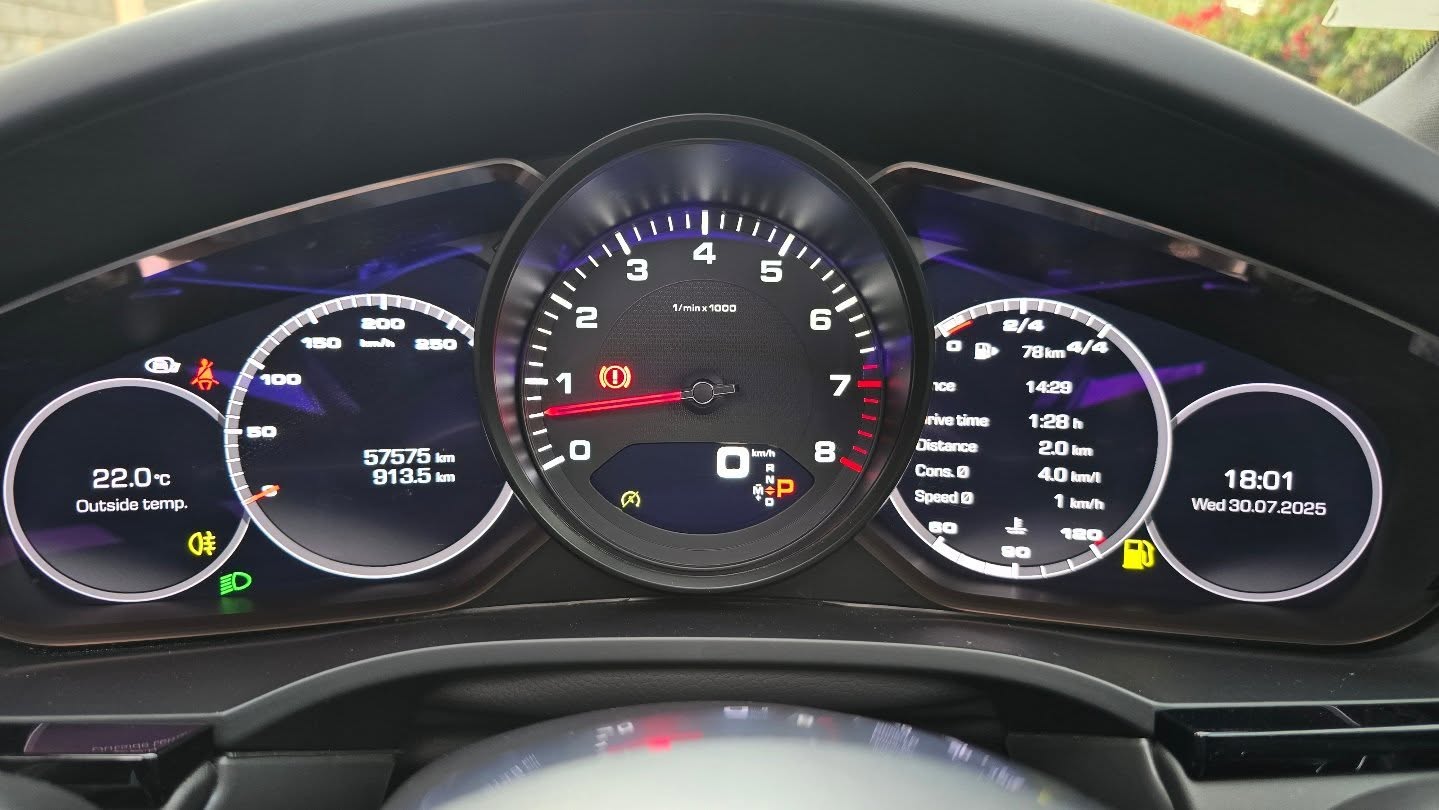 22.0 °C
Outside temp.
50
100
150
200
km/h
250
57575 km
913.5 km
0
1
2
3
4
5
6
7
8
1/min x 1000
0 km/h
R
N
D
M
+
P
0
2/4
4/4
78 km
14:29
Drive time 1:28 h
Distance 2.0 km
Cons. Ø 4.0 km/l
Speed Ø 1 km/h
60
90
120
18:01
Wed 30.07.2025